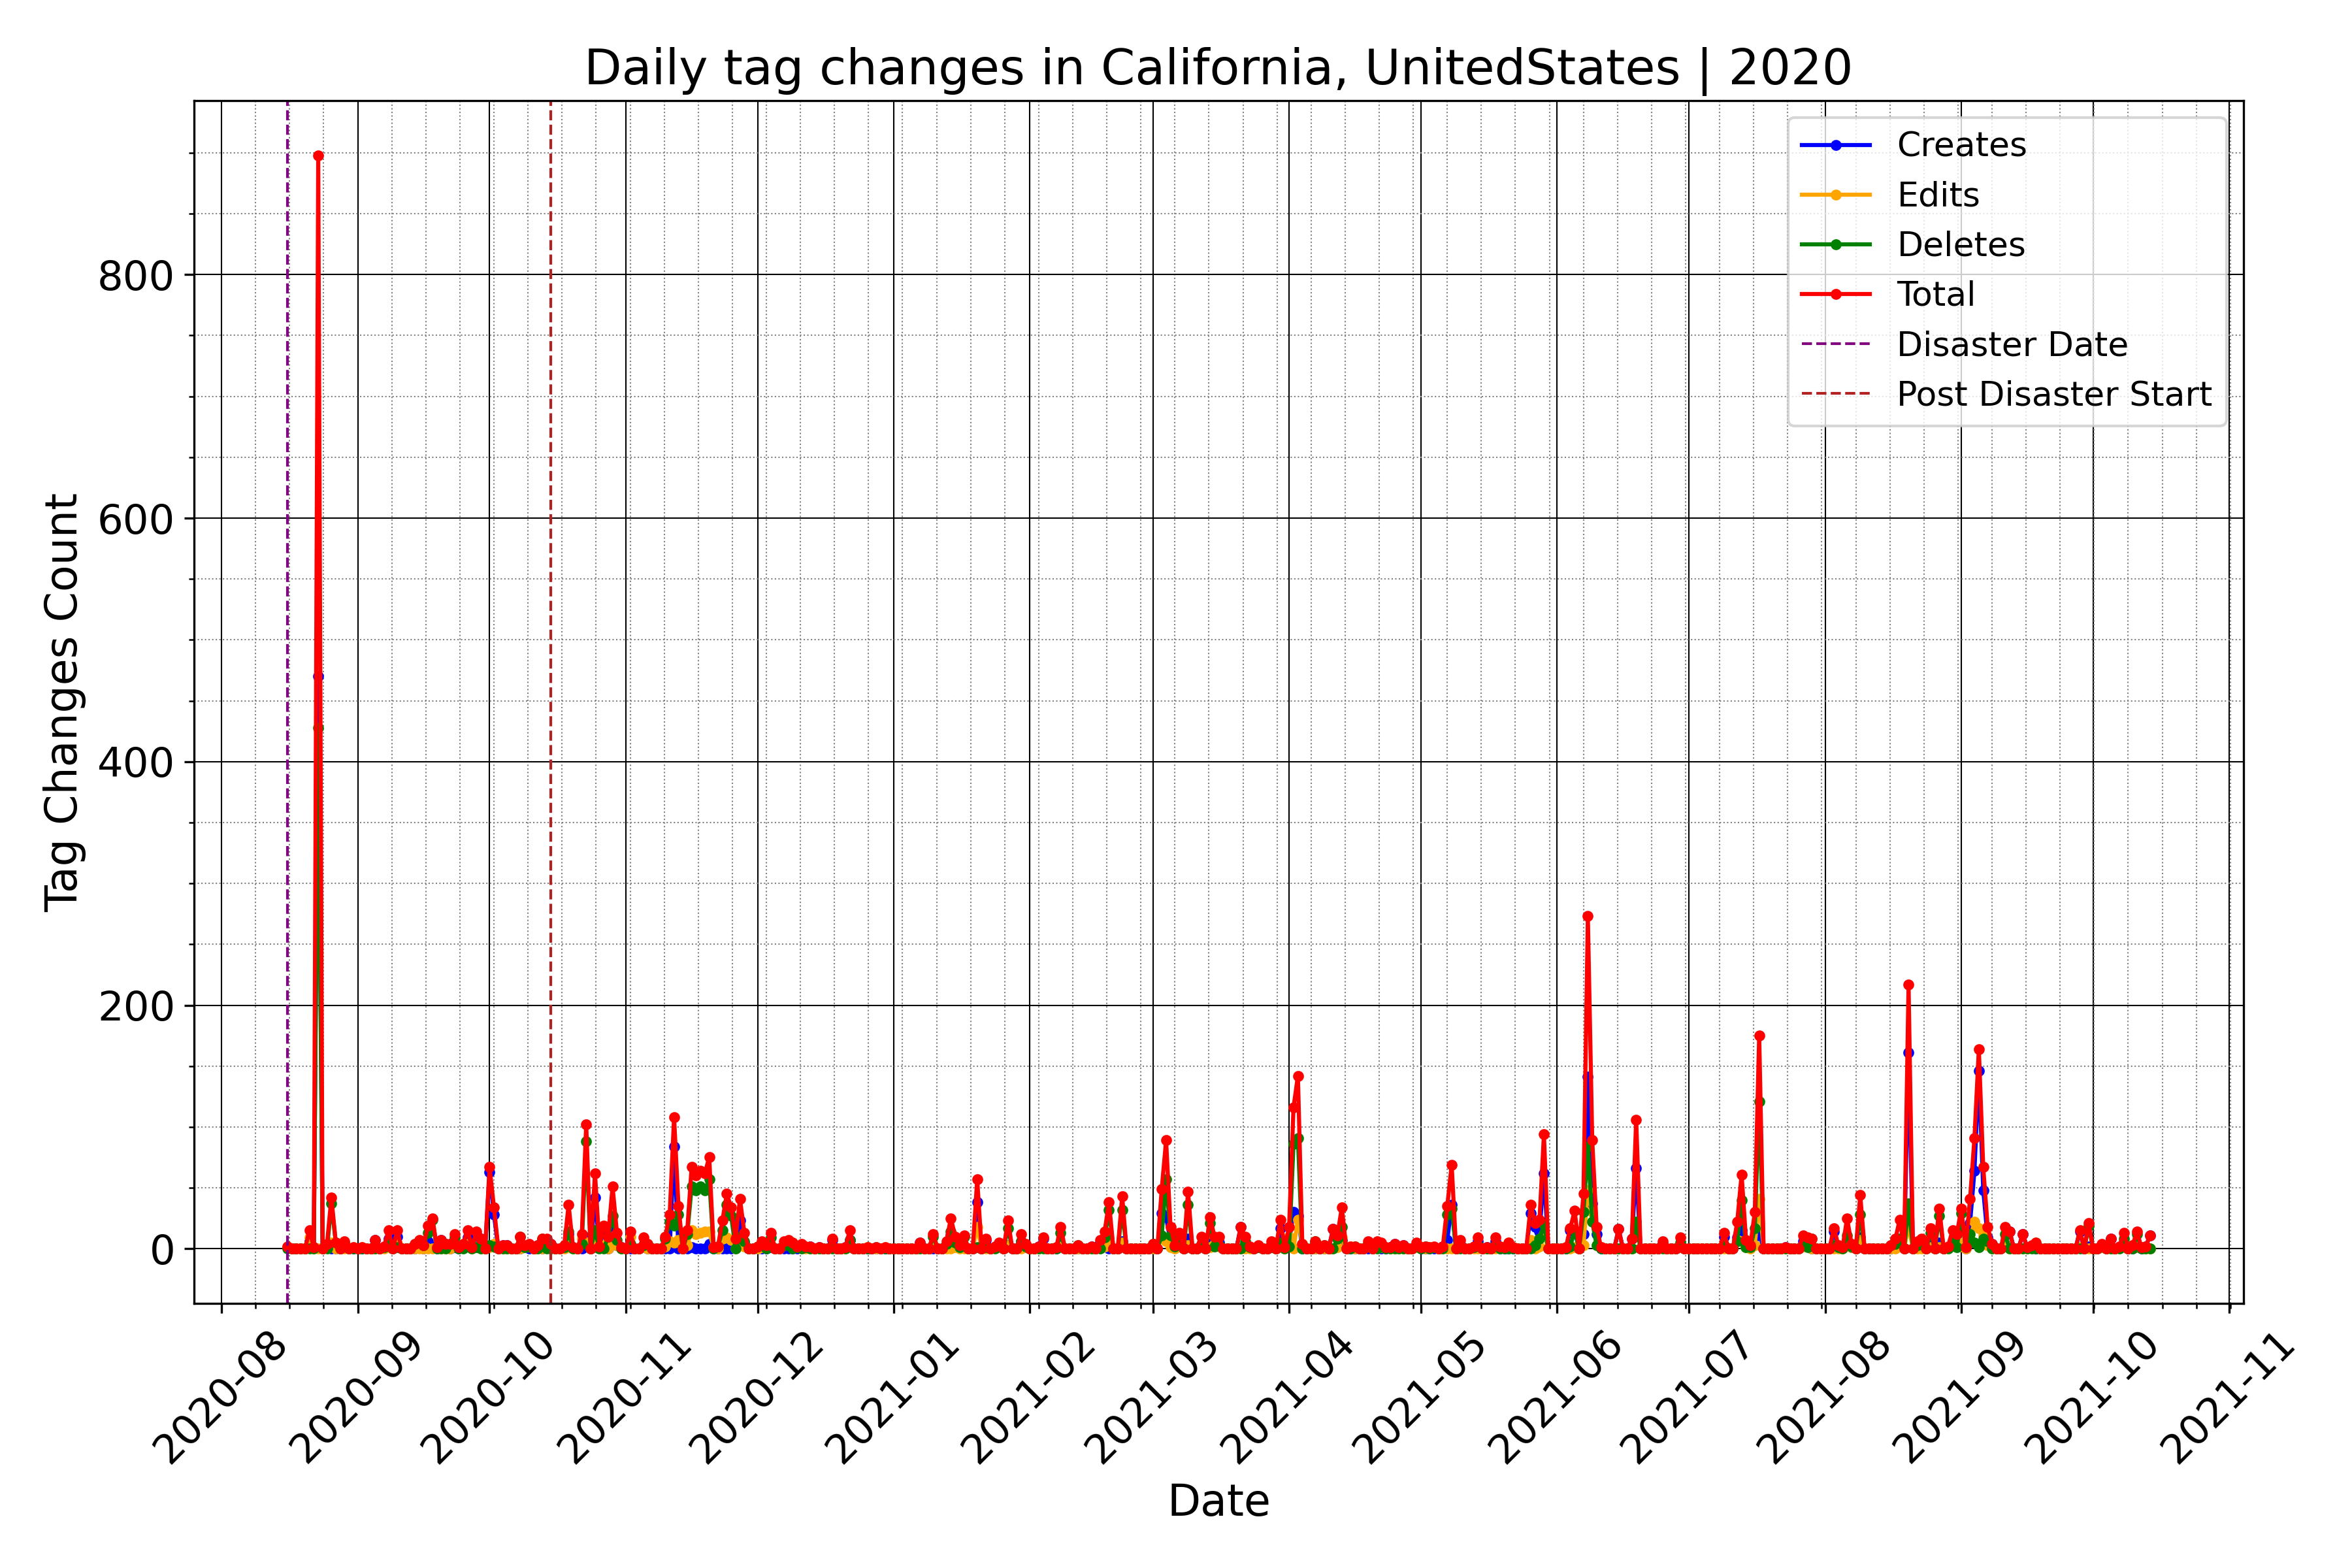 Daily tag changes in California, UnitedStates | 2020
Creates
Edits
Deletes
Total
Disaster Date
Post Disaster Start
Tag Changes Count
800
600
400
200
0
2020-08
2020-09
2020-10
2020-11
2020-12
2021-01
2021-02
2021-03
2021-04
2021-05
2021-06
2021-07
2021-08
2021-09
2021-10
2021-11
Date